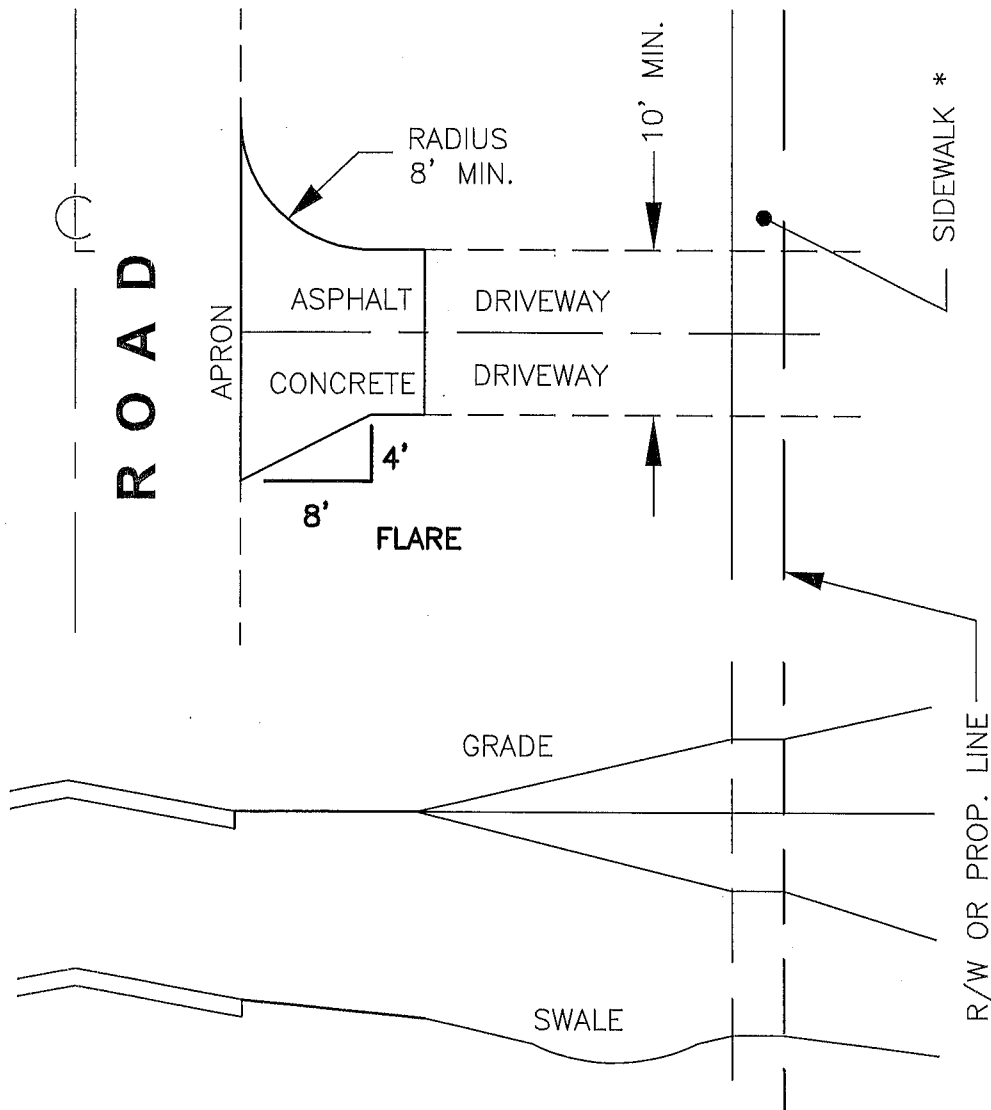 ℄
ROAD
APRON
RADIUS
8' MIN.
10' MIN.
SIDEWALK *
ASPHALT
DRIVEWAY
CONCRETE
DRIVEWAY
4'
8'
FLARE
GRADE
SWALE
R/W OR PROP. LINE